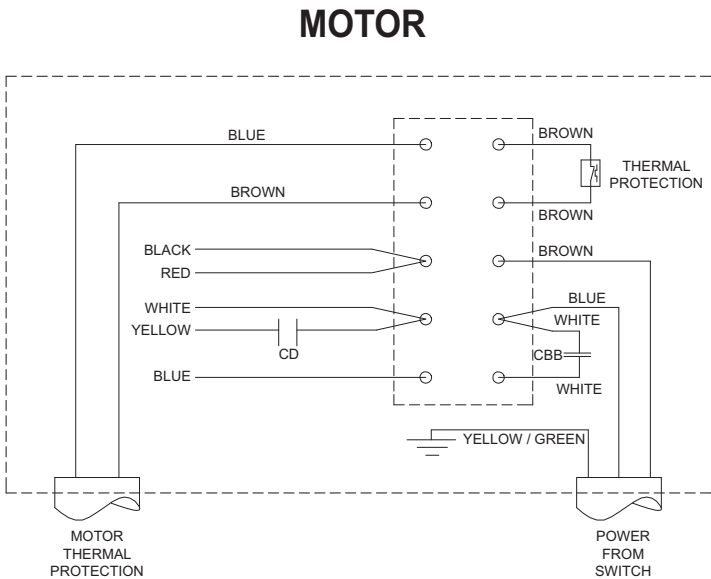 MOTOR
BLUE
BROWN
THERMAL
PROTECTION
BROWN
BROWN
BLACK
BROWN
RED
BLUE
WHITE
WHITE
YELLOW
CD
CBB
BLUE
WHITE
YELLOW / GREEN
MOTOR
THERMAL
PROTECTION
POWER
FROM
SWITCH